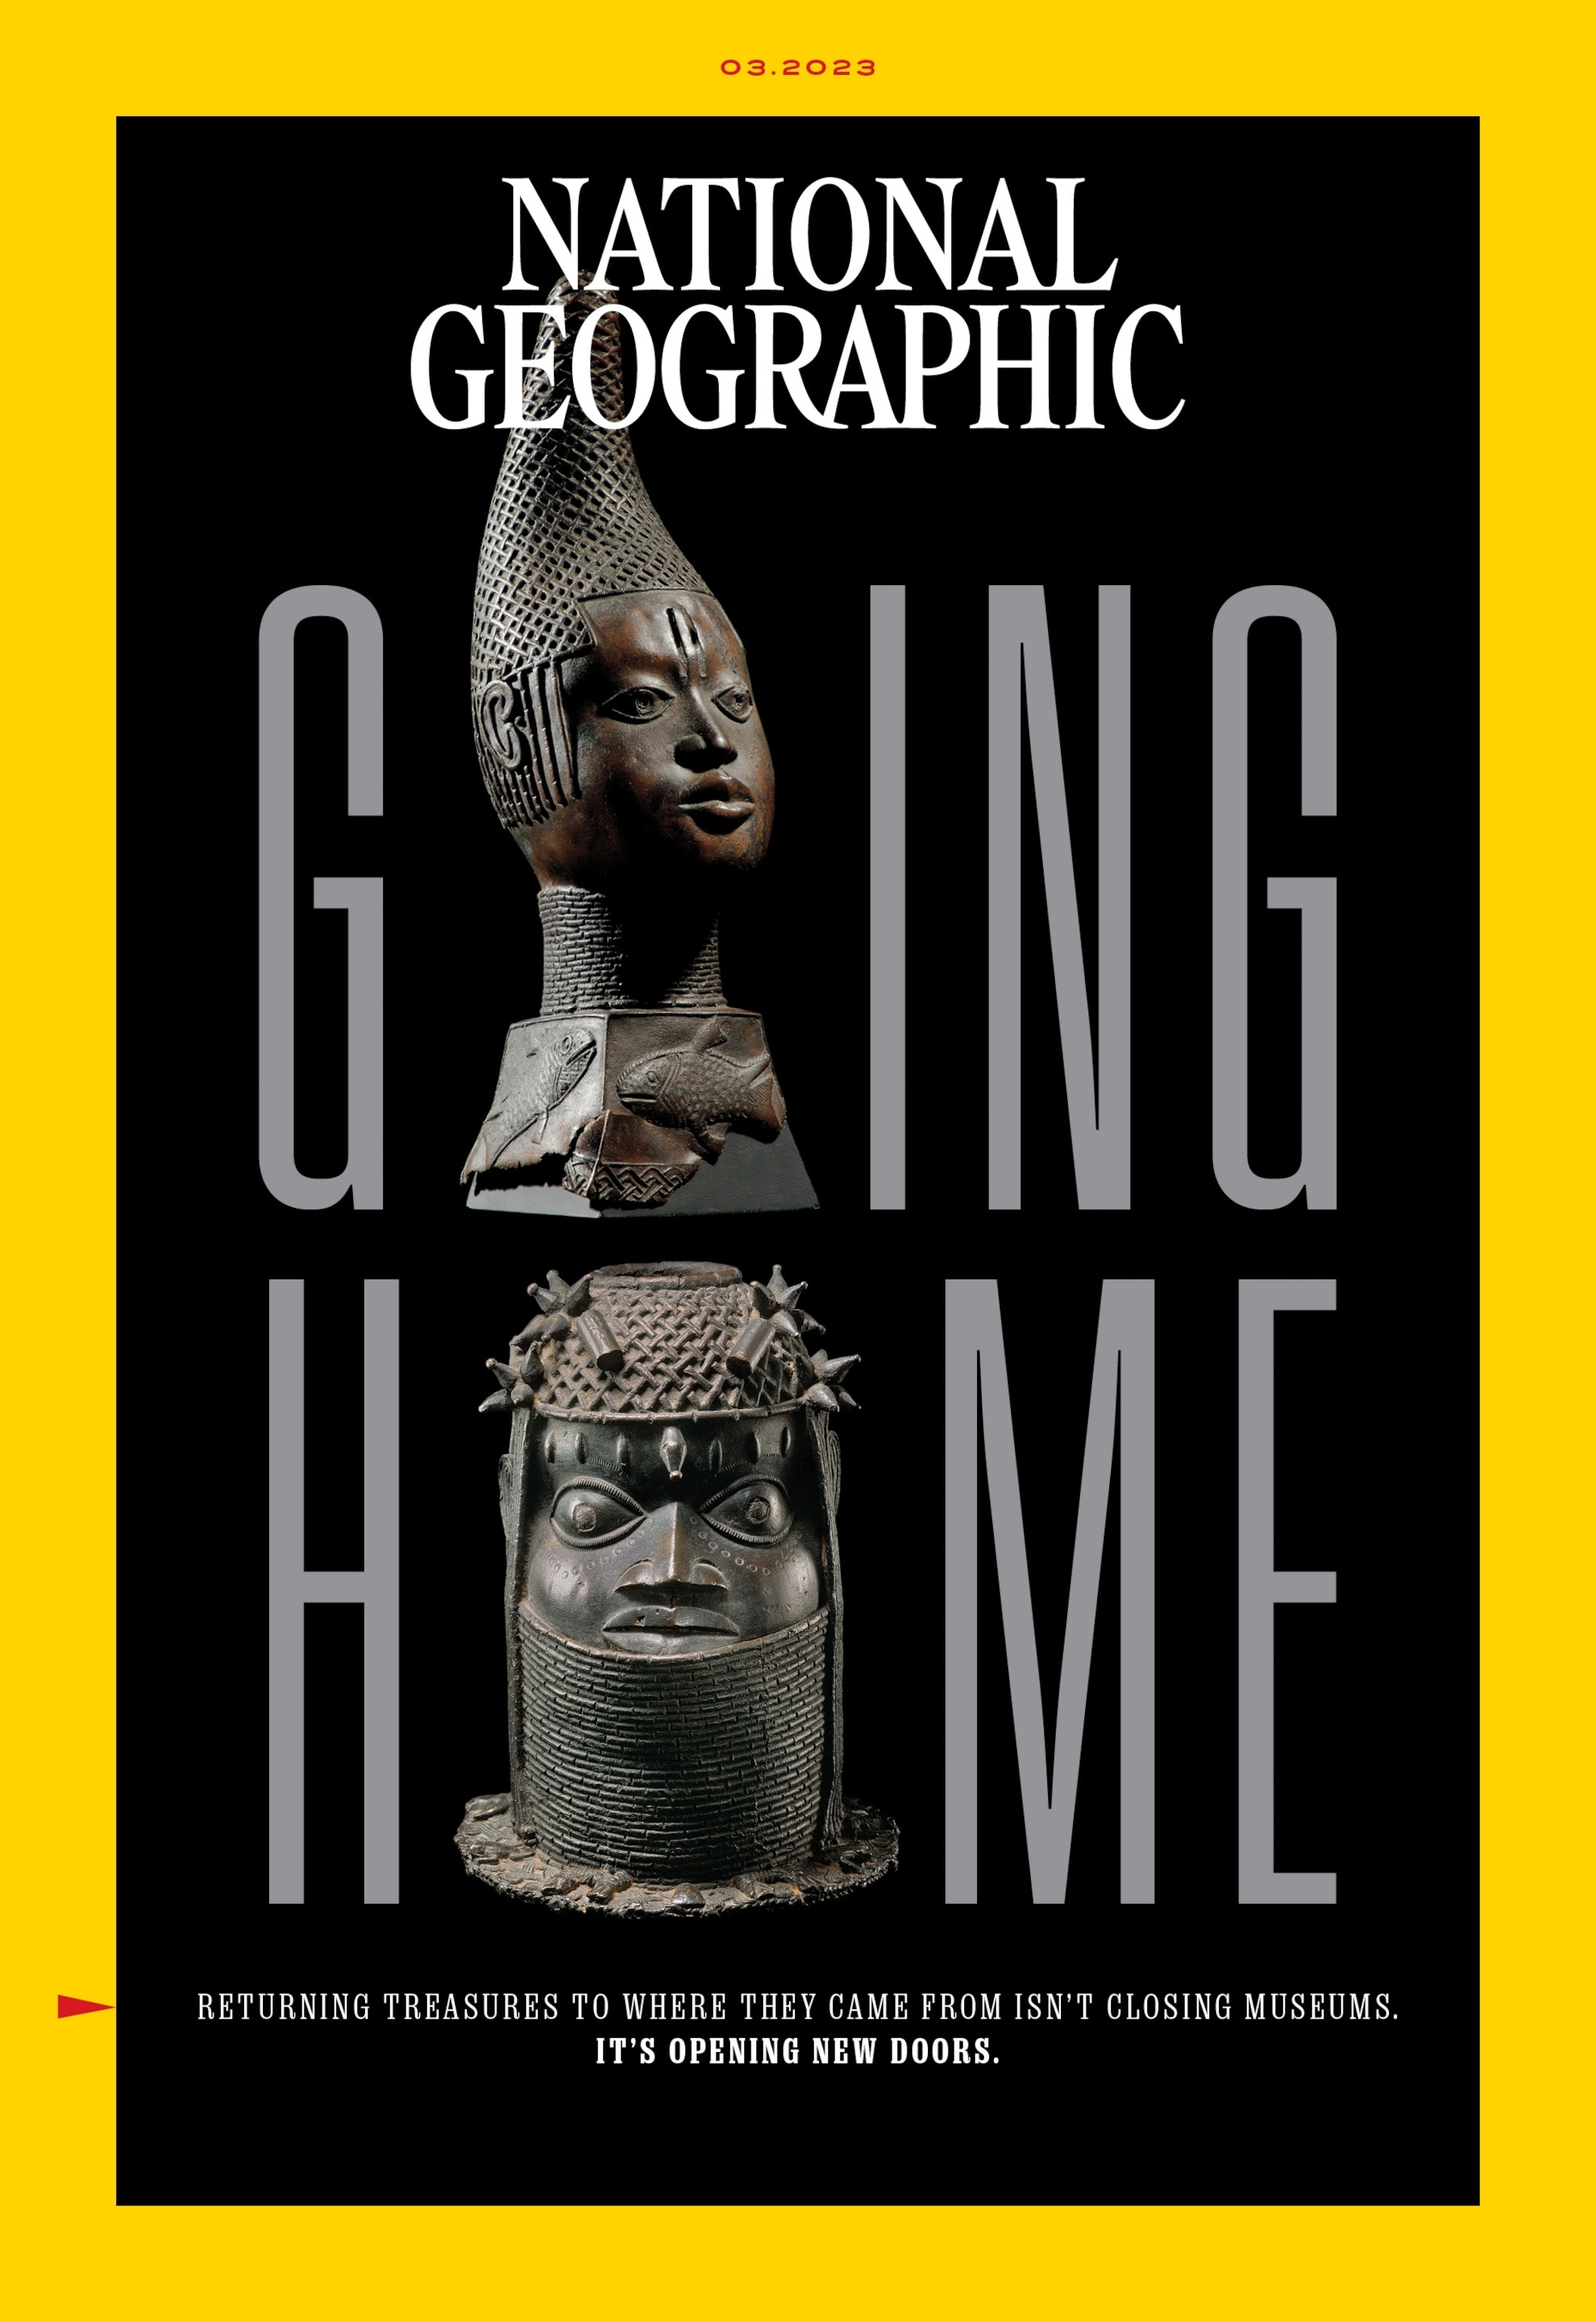 03.2023
NATIONAL
GEOGRAPHIC
G ING
H ME
RETURNING TREASURES TO WHERE THEY CAME FROM ISN'T CLOSING MUSEUMS.
IT'S OPENING NEW DOORS.